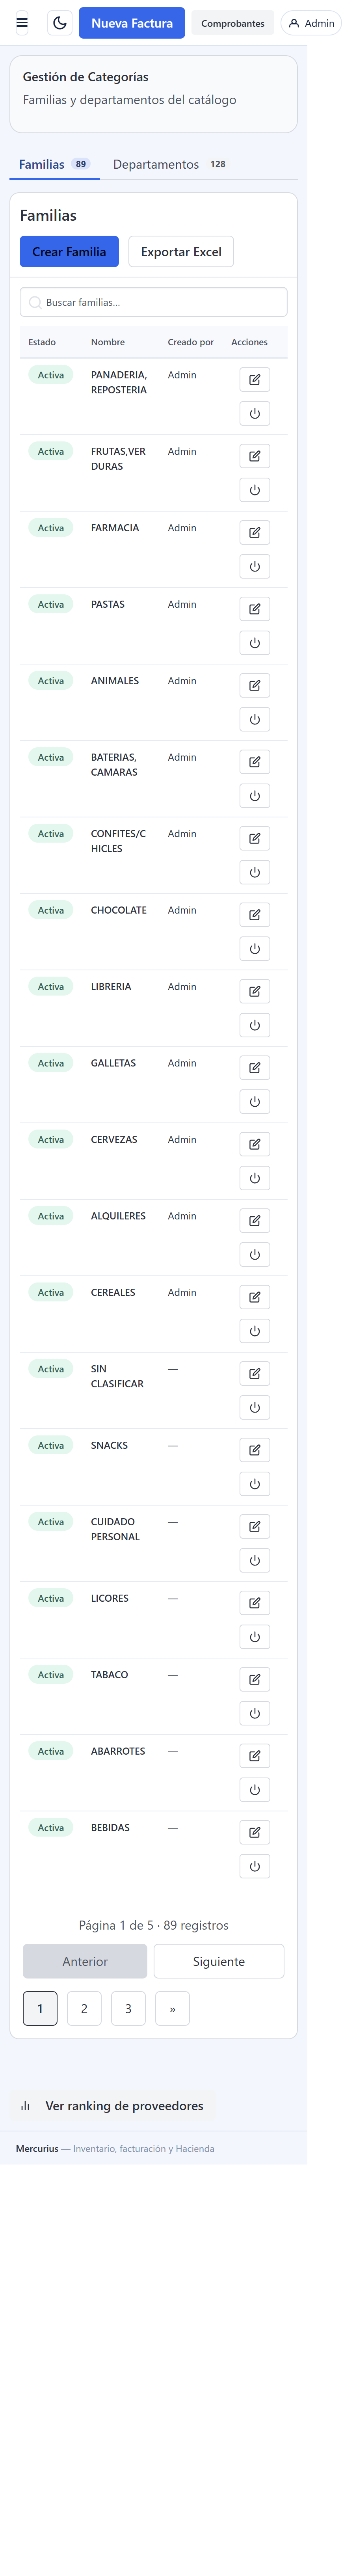 Nueva Factura
Comprobantes
Admin
Gestión de Categorías
Familias y departamentos del catálogo
Familias 89
Departamentos 128
Familias
Crear Familia
Exportar Excel
Buscar familias...
Estado Nombre Creado por Acciones
Activa PANADERIA, Admin
REPOSTERIA
Activa FRUTAS,VER Admin
DURAS
Activa FARMACIA Admin
Activa PASTAS Admin
Activa ANIMALES Admin
Activa BATERIAS, Admin
CAMARAS
Activa CONFITES/C Admin
HICLES
Activa CHOCOLATE Admin
Activa LIBRERIA Admin
Activa GALLETAS Admin
Activa CERVEZAS Admin
Activa ALQUILERES Admin
Activa CEREALES Admin
Activa SIN —
CLASIFICAR
Activa SNACKS —
Activa CUIDADO —
PERSONAL
Activa LICORES —
Activa TABACO —
Activa ABARROTES —
Activa BEBIDAS —
Página 1 de 5 · 89 registros
Anterior
Siguiente
1 2 3 »
Ver ranking de proveedores
Mercurius — Inventario, facturación y Hacienda